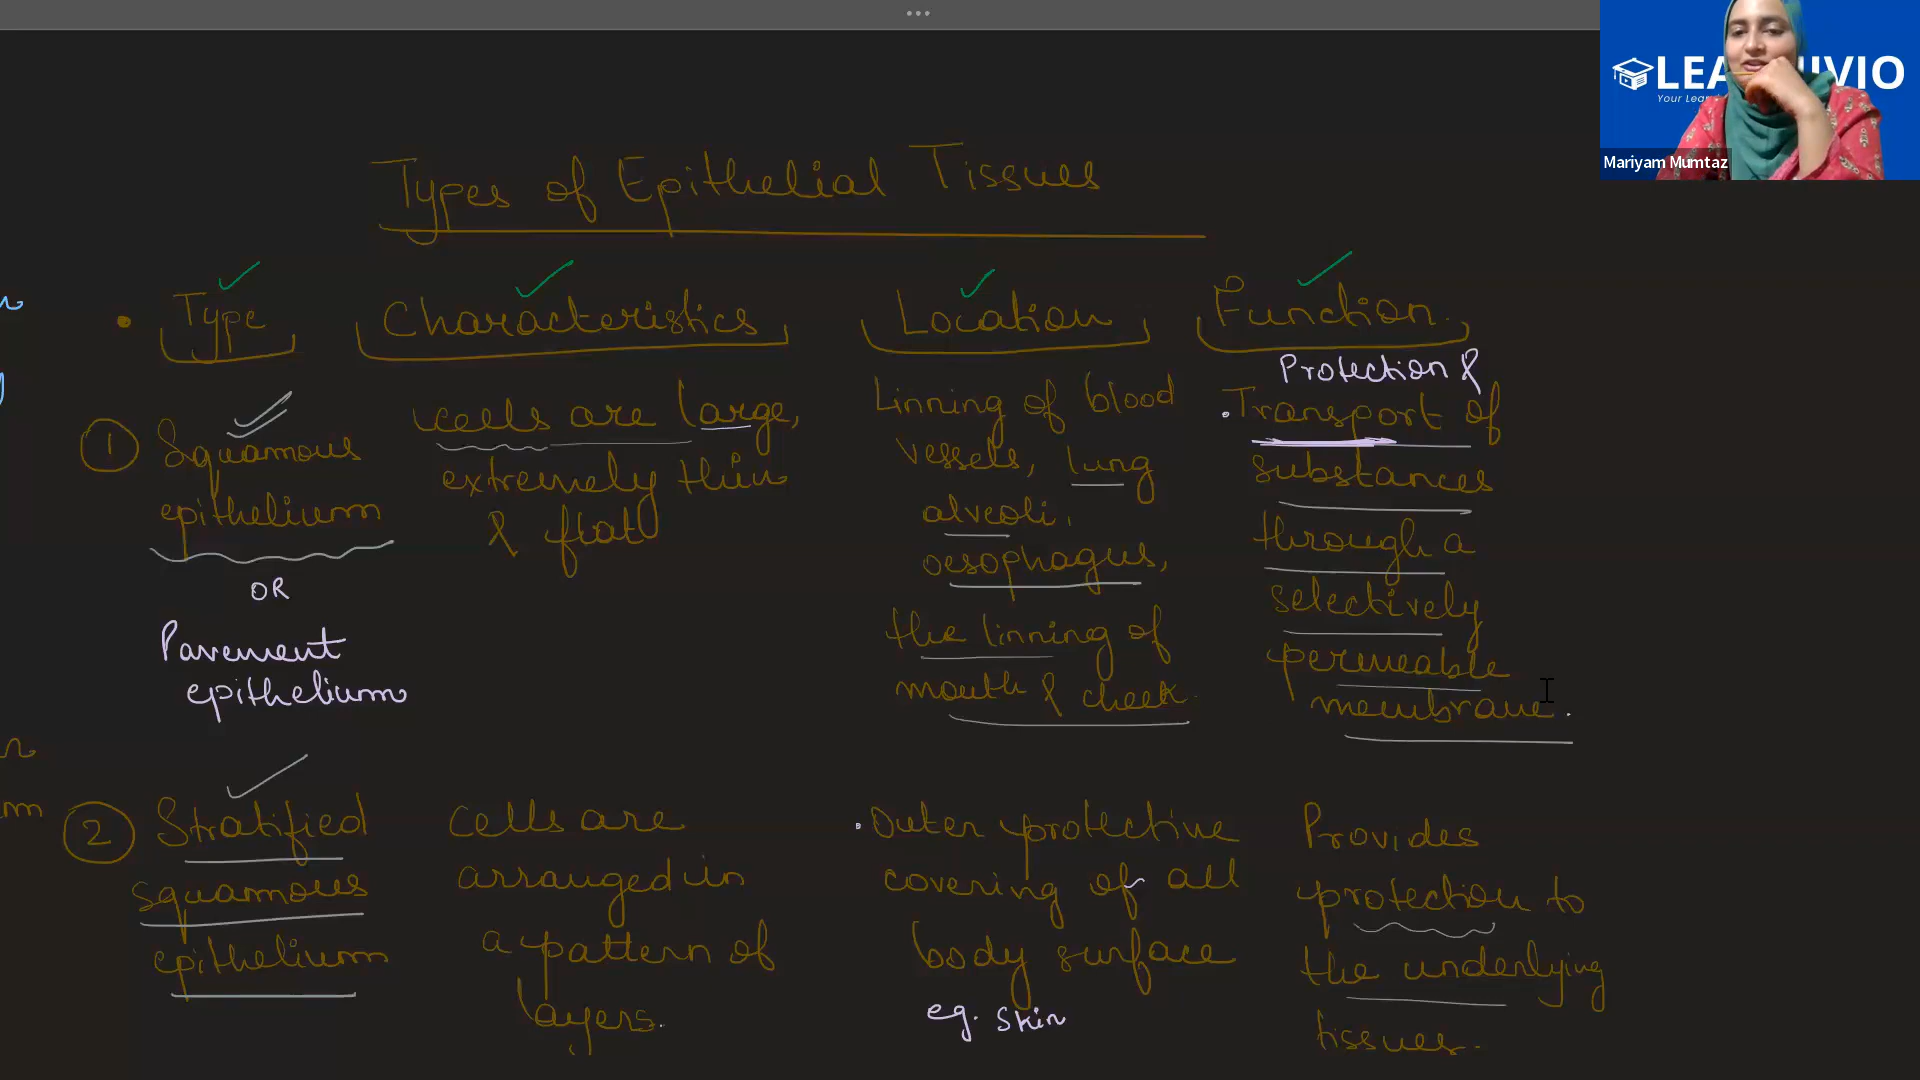 Mariyam Mumtaz
Types of Epithelial Tissues
Type Characteristics Location Function.
Protection &
1 Squamous epithelium
OR
Pavement
epithelium
cells are large,
extremely thin
& flat
Linning of blood
vessels, lung
alveoli,
oesophagus,
the linning of
mouth & cheek.
Transport of
substances
through a
selectively
permeable
membrane.
2 Stratified
squamous
epithelium
cells are
arranged in
a pattern of
layers.
Outer protective
covering of all
body surface
eg. Skin
Provides
protection to
the underlying
tissues.